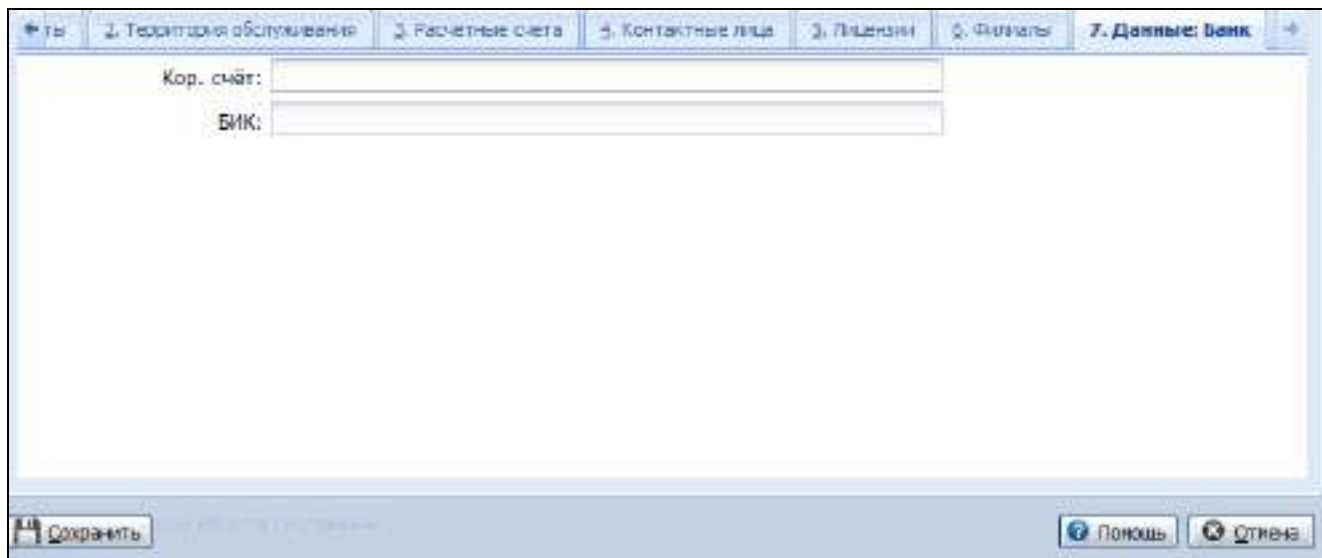 ты 2. Территория обслуживания 3. Расчетные счета 4. Контактные лица 5. Лицензии 6. Филиалы 7. Данные: Банк
Кор. счёт:
БИК:
Сохранить Помощь Отмена